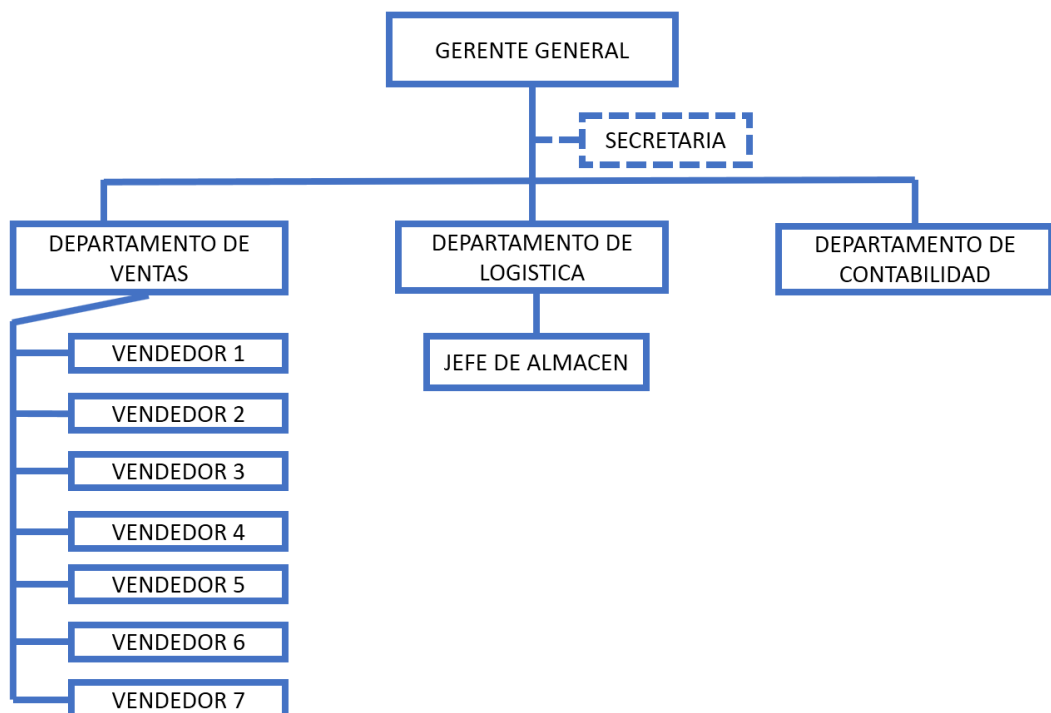 GERENTE GENERAL
SECRETARIA
DEPARTAMENTO DE
VENTAS
DEPARTAMENTO DE
LOGISTICA
DEPARTAMENTO DE
CONTABILIDAD
JEFE DE ALMACEN
VENDEDOR 1
VENDEDOR 2
VENDEDOR 3
VENDEDOR 4
VENDEDOR 5
VENDEDOR 6
VENDEDOR 7